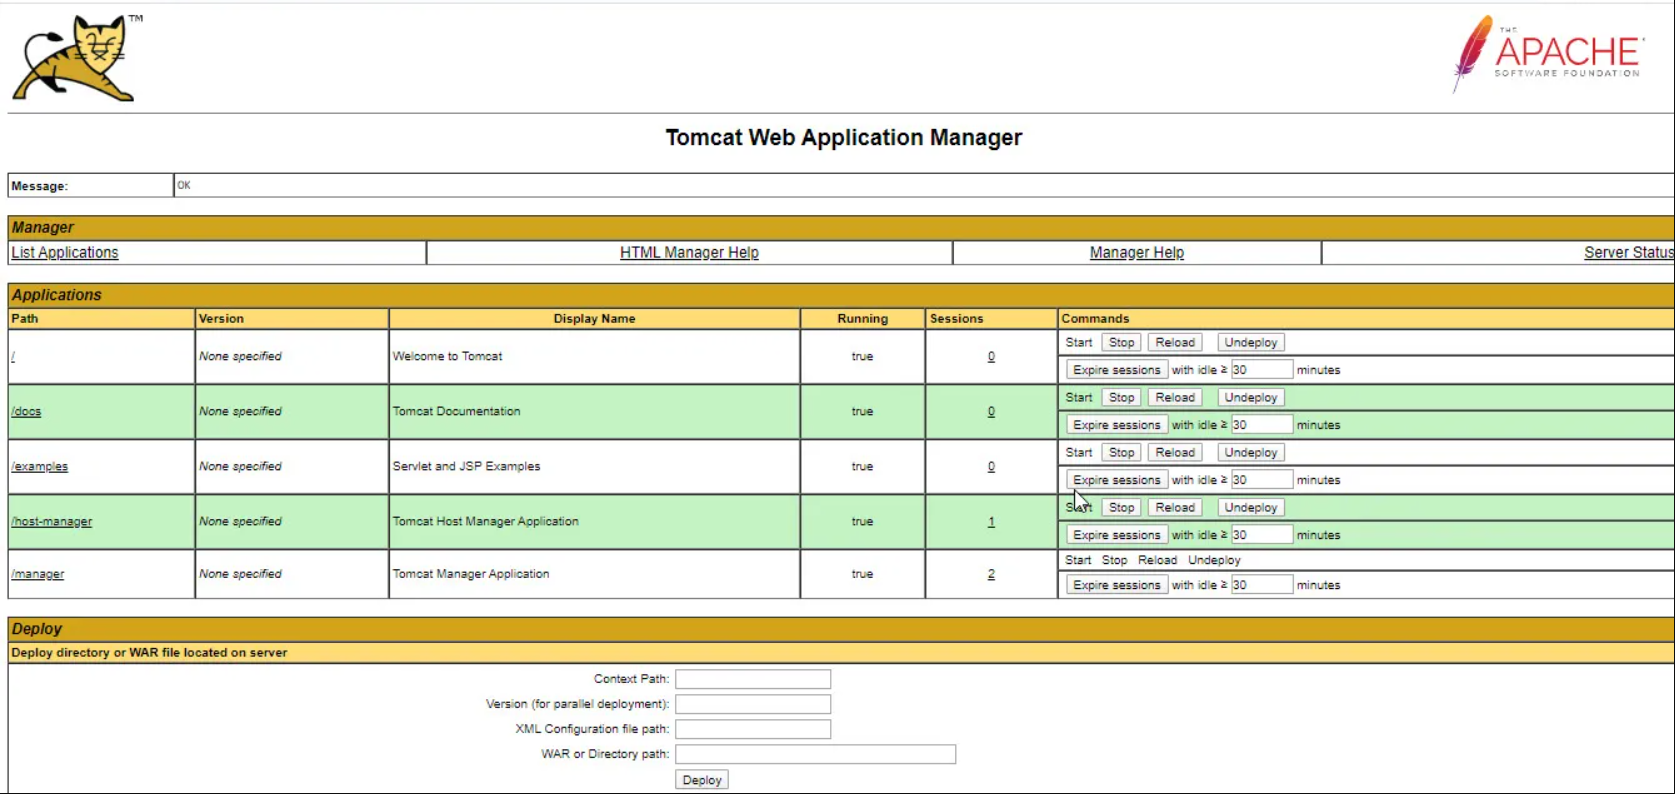 TM
THE
APACHE
SOFTWARE FOUNDATION
Tomcat Web Application Manager
Message: OK
Manager
List Applications HTML Manager Help Manager Help Server Status
Applications
Path Version Display Name Running Sessions Commands
/ None specified Welcome to Tomcat true 0 Start Stop Reload Undeploy
Expire sessions with idle ≥ 30 minutes
/docs None specified Tomcat Documentation true 0 Start Stop Reload Undeploy
Expire sessions with idle ≥ 30 minutes
/examples None specified Servlet and JSP Examples true 0 Start Stop Reload Undeploy
Expire sessions with idle ≥ 30 minutes
/host-manager None specified Tomcat Host Manager Application true 1 Start Stop Reload Undeploy
Expire sessions with idle ≥ 30 minutes
/manager None specified Tomcat Manager Application true 2 Start Stop Reload Undeploy
Expire sessions with idle ≥ 30 minutes
Deploy
Deploy directory or WAR file located on server
Context Path:
Version (for parallel deployment):
XML Configuration file path:
WAR or Directory path:
Deploy